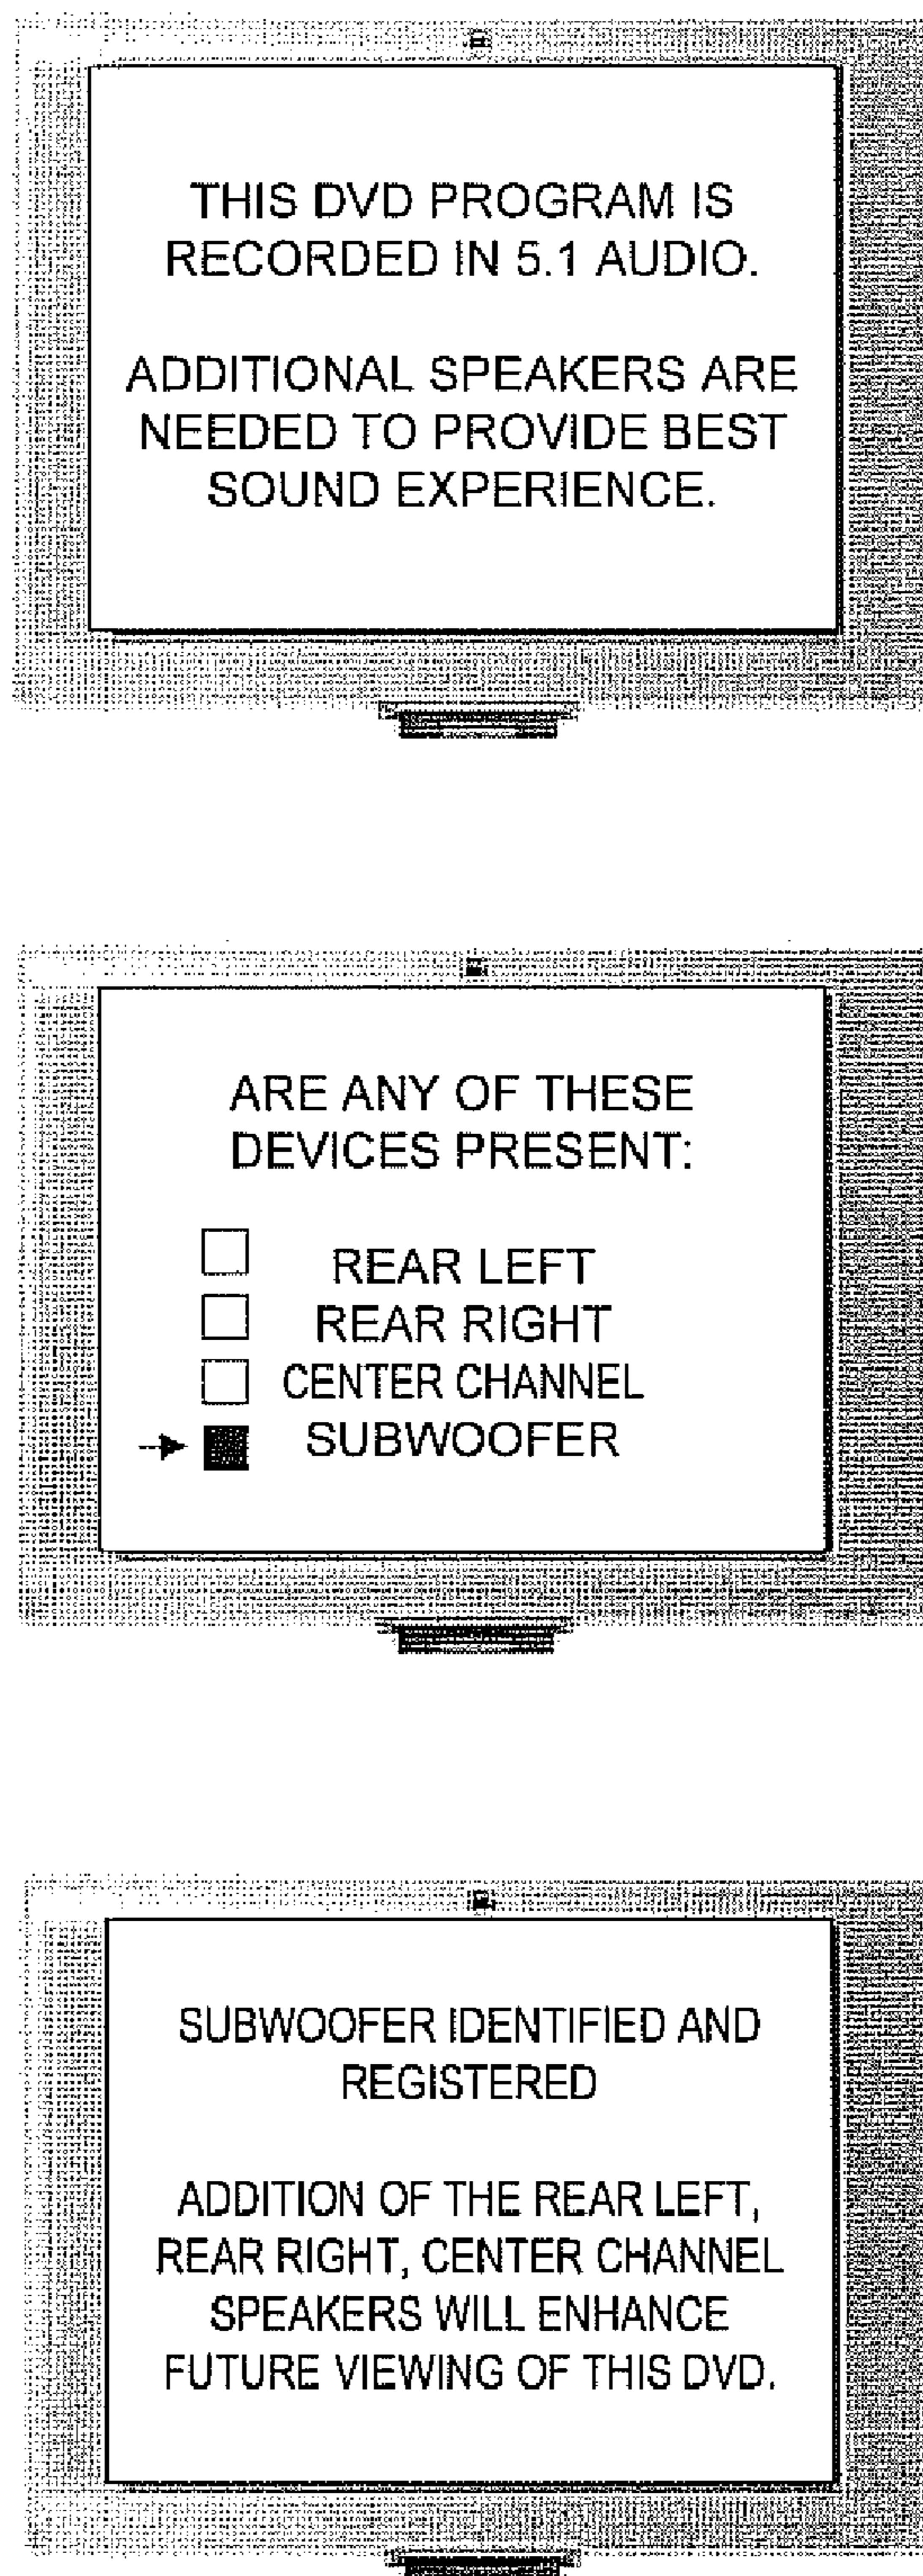 THIS DVD PROGRAM IS
RECORDED IN 5.1 AUDIO.
ADDITIONAL SPEAKERS ARE
NEEDED TO PROVIDE BEST
SOUND EXPERIENCE.
ARE ANY OF THESE
DEVICES PRESENT:
REAR LEFT
REAR RIGHT
CENTER CHANNEL
SUBWOOFER
SUBWOOFER IDENTIFIED AND
REGISTERED
ADDITION OF THE REAR LEFT,
REAR RIGHT, CENTER CHANNEL
SPEAKERS WILL ENHANCE
FUTURE VIEWING OF THIS DVD.